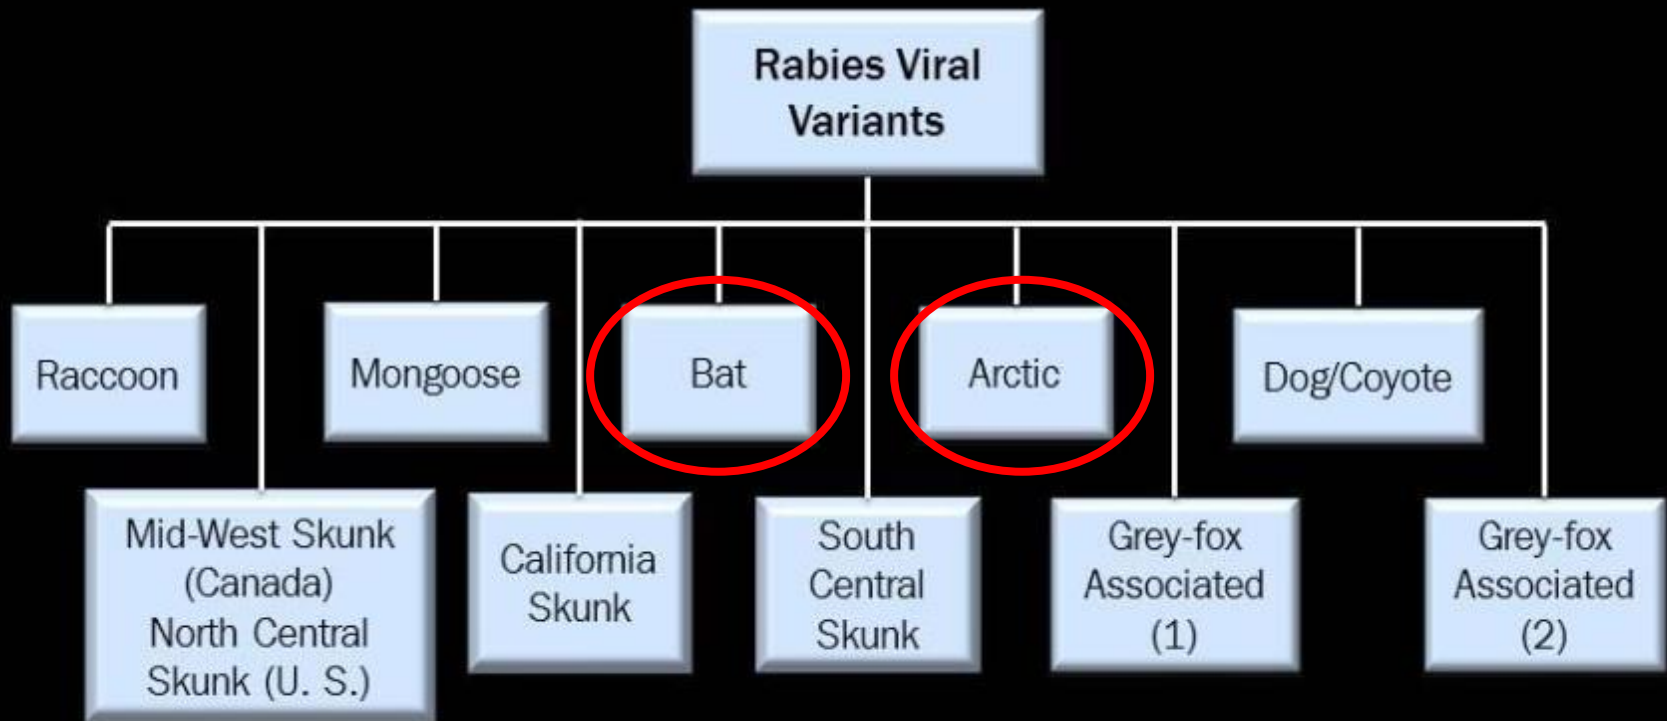 Rabies Viral
Variants
Raccoon
Mongoose
Bat
Arctic
Dog/Coyote
Mid-West Skunk
(Canada)
North Central
Skunk (U. S.)
California
Skunk
South
Central
Skunk
Grey-fox
Associated
(1)
Grey-fox
Associated
(2)